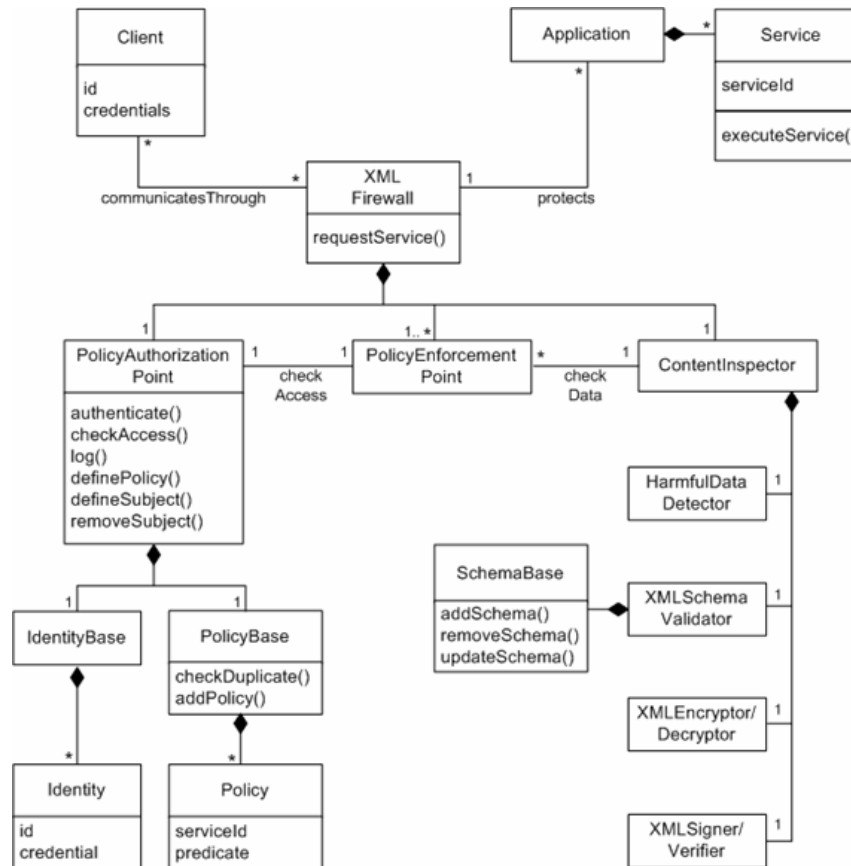 Client
id
credentials
Application
*
*
Service
serviceId
executeService(
*
communicatesThrough
*
XML
Firewall
requestService()
1
protects
1
1.. *
1
PolicyAuthorization
Point
authenticate()
checkAccess()
log()
definePolicy()
defineSubject()
removeSubject()
1
check
Access
1
PolicyEnforcement
Point
*
check
Data
1
ContentInspector
HarmfulData
Detector
1
SchemaBase
addSchema()
removeSchema()
updateSchema()
XMLSchema
Validator
1
1
IdentityBase
1
PolicyBase
checkDuplicate()
addPolicy()
XMLEncryptor/
Decryptor
1
*
Identity
id
credential
*
Policy
serviceId
predicate
XMLSigner/
Verifier
1